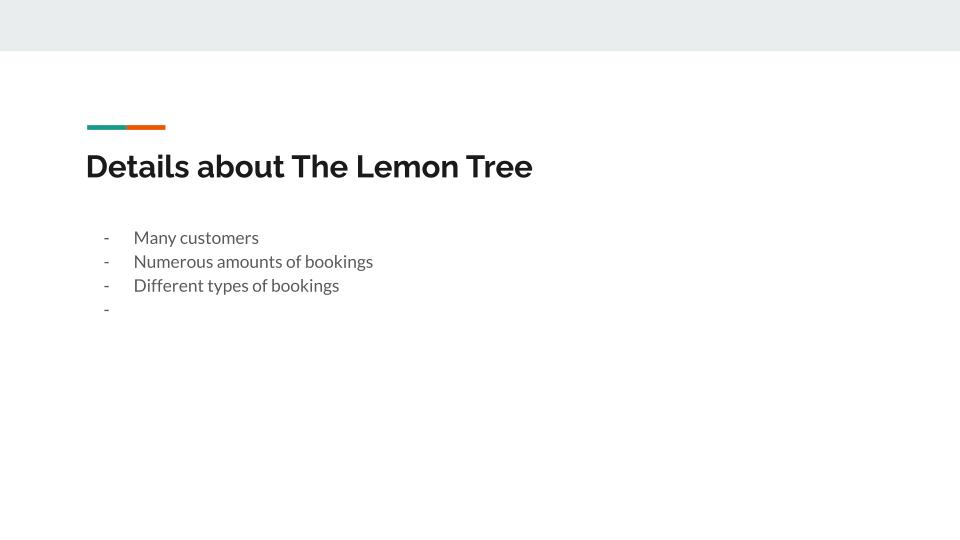 Details about The Lemon Tree
- Many customers
- Numerous amounts of bookings
- Different types of bookings
-